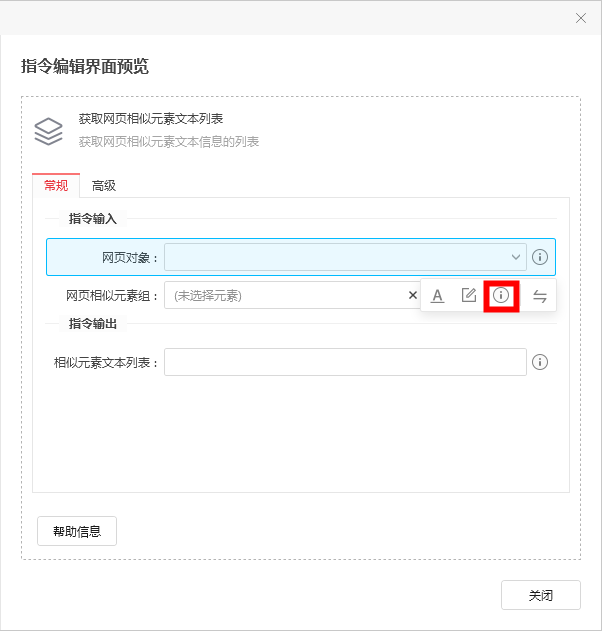 指令编辑界面预览
获取网页相似元素文本列表
获取网页相似元素文本信息的列表
常规 高级
指令输入
网页对象：
网页相似元素组： (未选择元素)
指令输出
相似元素文本列表：
帮助信息
关闭